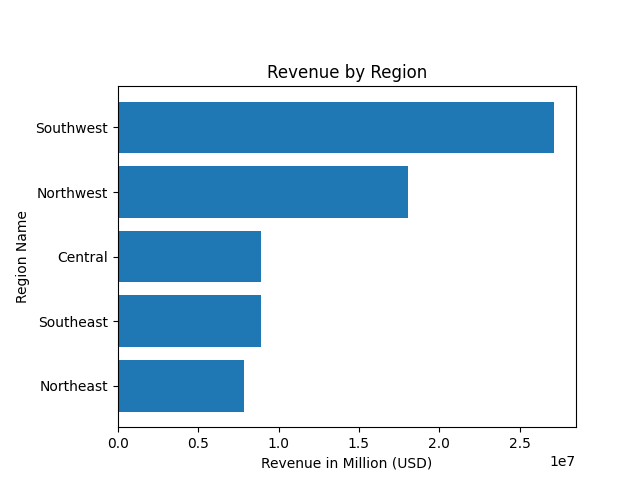 Revenue by Region
Region Name
Southwest
Northwest
Central
Southeast
Northeast
0.0 0.5 1.0 1.5 2.0 2.5
1e7
Revenue in Million (USD)